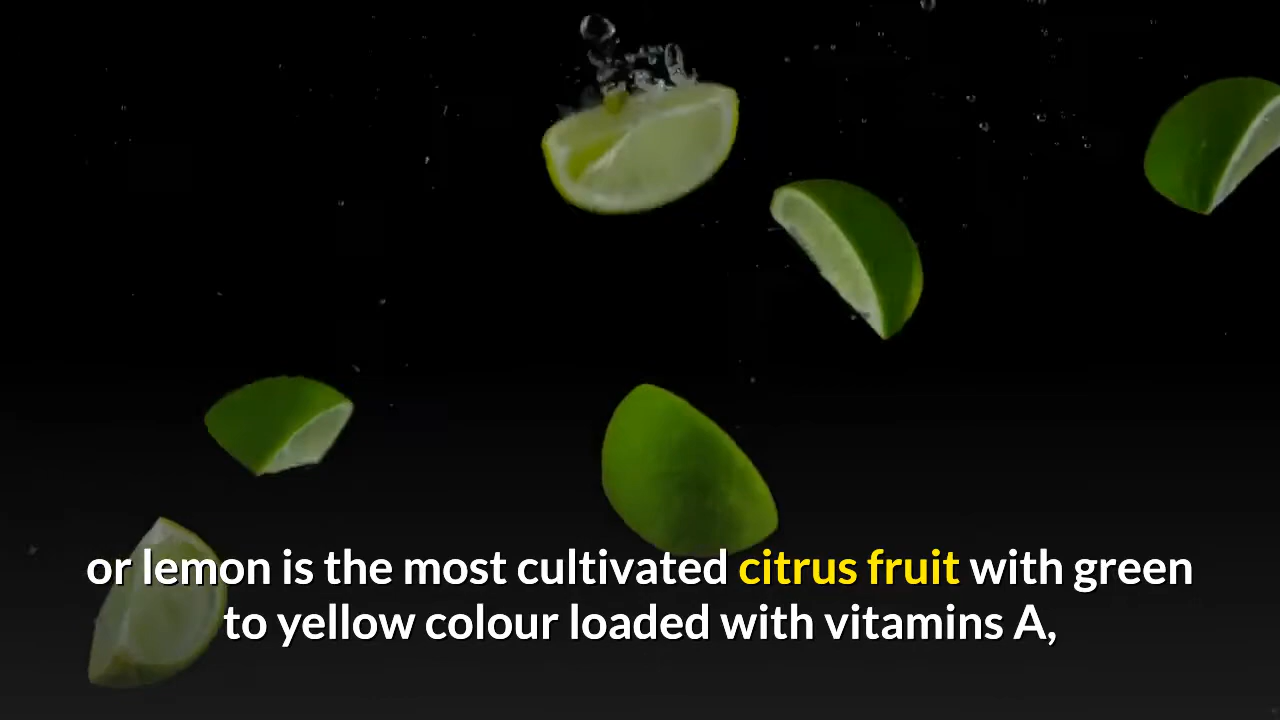 or lemon is the most cultivated citrus fruit with green
to yellow colour loaded with vitamins A,